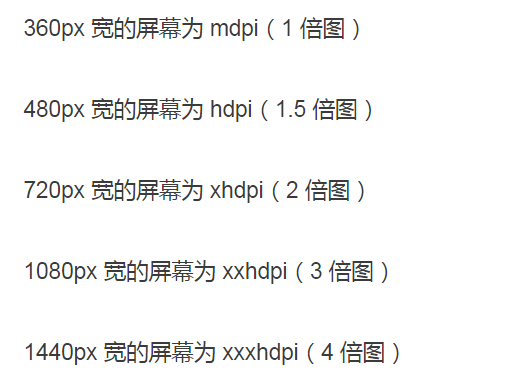 360px 宽的屏幕为 mdpi（1 倍图）
480px 宽的屏幕为 hdpi（1.5 倍图）
720px 宽的屏幕为 xhdpi（2 倍图）
1080px 宽的屏幕为 xxhdpi（3 倍图）
1440px 宽的屏幕为 xxxhdpi（4 倍图）